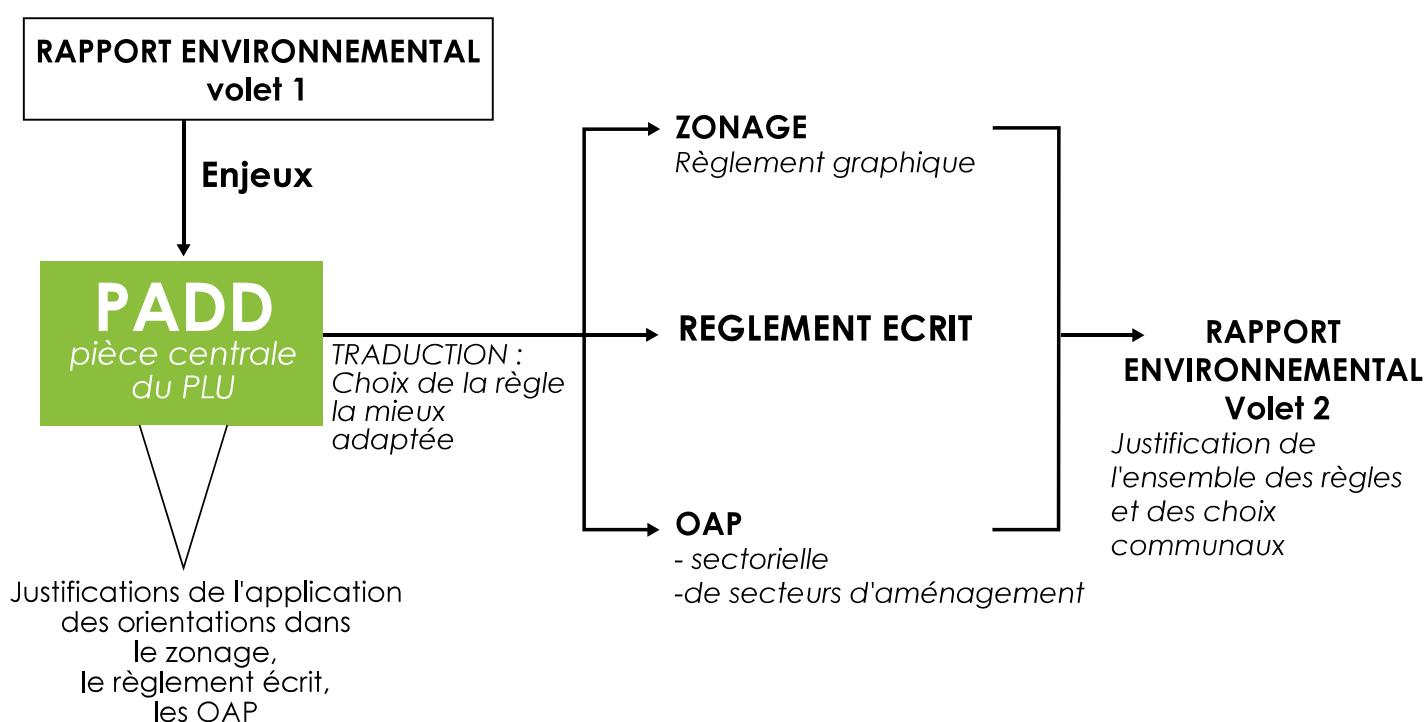 RAPPORT ENVIRONNEMENTAL
volet 1
Enjeux
PADD
pièce centrale
du PLU
TRADUCTION :
Choix de la règle
la mieux
adaptée
Justifications de l'application
des orientations dans
le zonage,
le règlement écrit,
les OAP
ZONAGE
Règlement graphique
REGLEMENT ECRIT
OAP
- sectorielle
-de secteurs d'aménagement
RAPPORT
ENVIRONNEMENTAL
Volet 2
Justification de
l'ensemble des règles
et des choix
communaux